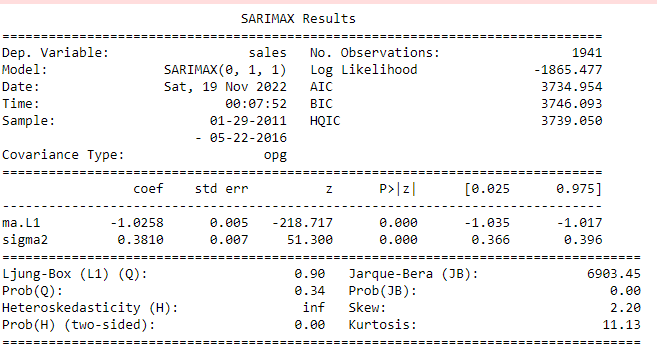 SARIMAX Results
==============================================================================
Dep. Variable:                  sales   No. Observations:                 1941
Model:               SARIMAX(0, 1, 1)   Log Likelihood               -1865.477
Date:                Sat, 19 Nov 2022   AIC                           3734.954
Time:                        00:07:52   BIC                           3746.093
Sample:                    01-29-2011   HQIC                          3739.050
- 05-22-2016
Covariance Type:                  opg
==============================================================================
coef    std err          z      P>|z|      [0.025      0.975]
------------------------------------------------------------------------------
ma.L1         -1.0258      0.005   -218.717      0.000      -1.035      -1.017
sigma2         0.3810      0.007     51.300      0.000       0.366       0.396
===================================================================================
Ljung-Box (L1) (Q):                   0.90   Jarque-Bera (JB):              6903.45
Prob(Q):                              0.34   Prob(JB):                         0.00
Heteroskedasticity (H):                inf   Skew:                             2.20
Prob(H) (two-sided):                  0.00   Kurtosis:                        11.13
===================================================================================